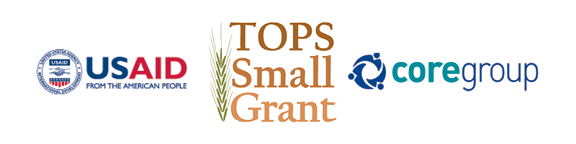 USAID
FROM THE AMERICAN PEOPLE
TOPS
Small
Grant
coregroup